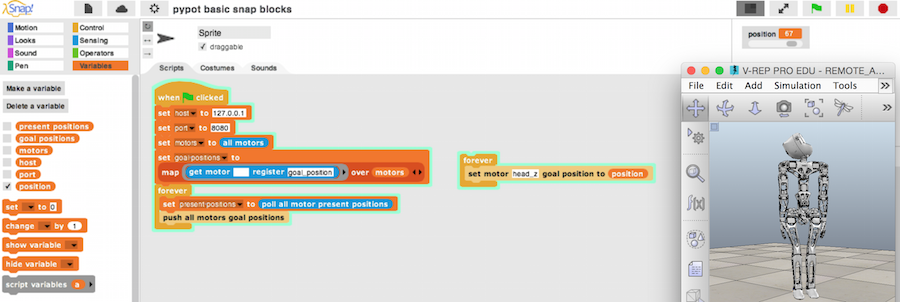 Snap!
pypot basic snap blocks
Motion
Control
Looks
Sensing
Sound
Operators
Pen
Variables
Make a variable
Delete a variable
present positions
goal positions
motors
host
port
position
set to 0
change by 1
show variable
hide variable
script variables a
Sprite
draggable
Scripts Costumes Sounds
when clicked
set host to 127.0.0.1
set port to 8080
set motors to all motors
set goal positions to
map get motor register goal_position over motors
forever
set present positions to poll all motor present positions
push all motors goal positions
forever
set motor head_z goal position to position
position 67
V-REP PRO EDU - REMOTE_A...
File Edit Add Simulation Tools »
»
f(x)